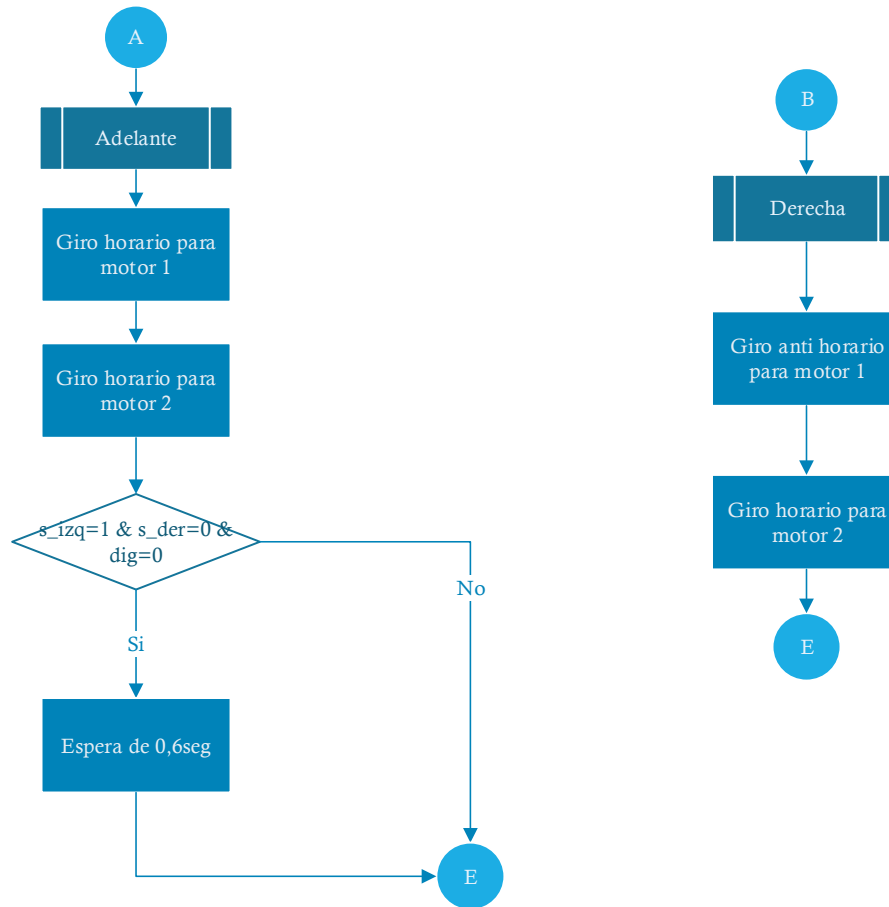 A
Adelante
Giro horario para
motor 1
Giro horario para
motor 2
s_izq=1 & s_der=0 &
dig=0
No
Si
Espera de 0,6seg
E
B
Derecha
Giro anti horario
para motor 1
Giro horario para
motor 2
E